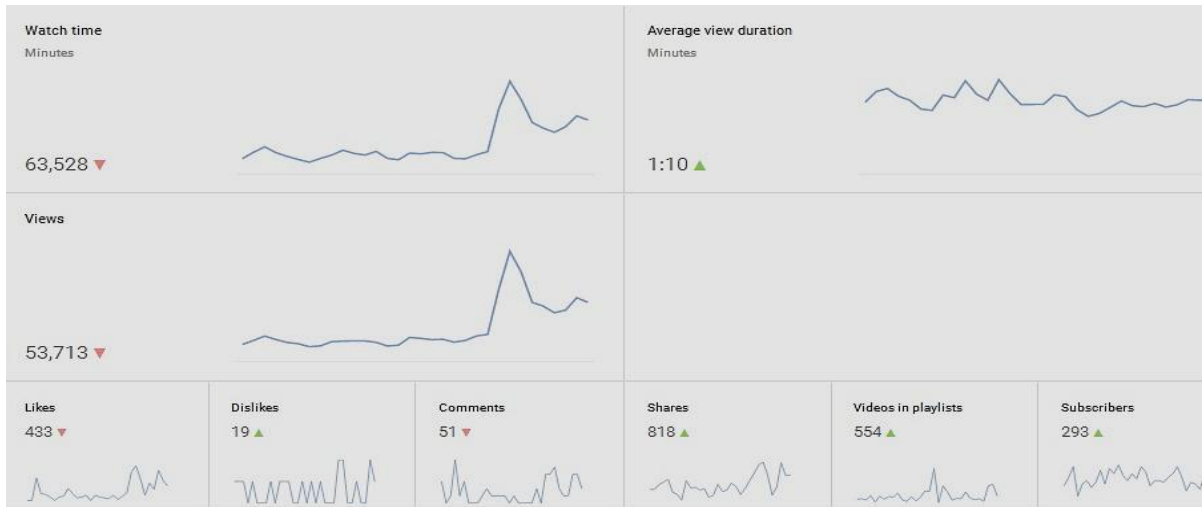 Watch time
Minutes
63,528
Average view duration
Minutes
1:10
Views
53,713
Likes
433
Dislikes
19
Comments
51
Shares
818
Videos in playlists
554
Subscribers
293